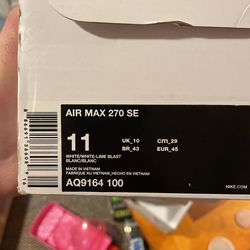 AIR MAX 270 SE
11
UK_10
cm_29
BR_43
EUR_45
WHITE/WHITE-LIME BLAST
BLANC/BLANC
MADE IN VIETNAM
FABRIQUE AU VIETNAM, HECHO EN VIETNAM
AQ9164 100
NIKE.COM